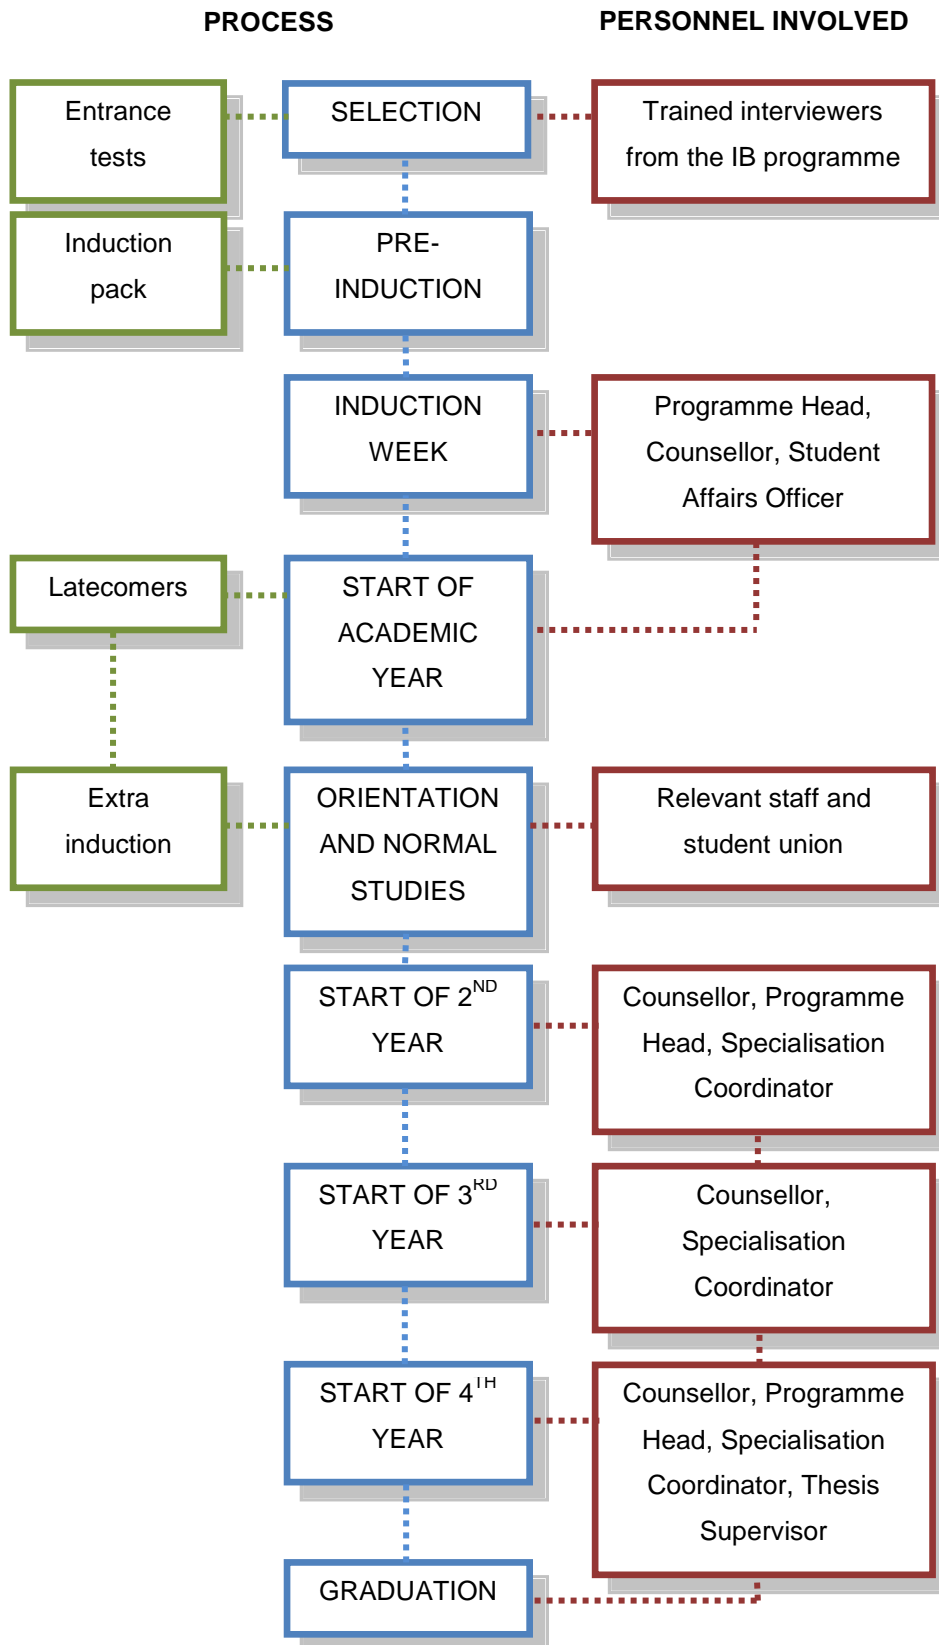 PROCESS
PERSONNEL INVOLVED
Entrance
tests
SELECTION
Trained interviewers
from the IB programme
Induction
pack
PRE-
INDUCTION
INDUCTION
WEEK
Programme Head,
Counsellor, Student
Affairs Officer
Latecomers
START OF
ACADEMIC
YEAR
Extra
induction
ORIENTATION
AND NORMAL
STUDIES
Relevant staff and
student union
START OF 2ND
YEAR
Counsellor, Programme
Head, Specialisation
Coordinator
START OF 3RD
YEAR
Counsellor,
Specialisation
Coordinator
START OF 4TH
YEAR
Counsellor, Programme
Head, Specialisation
Coordinator, Thesis
Supervisor
GRADUATION